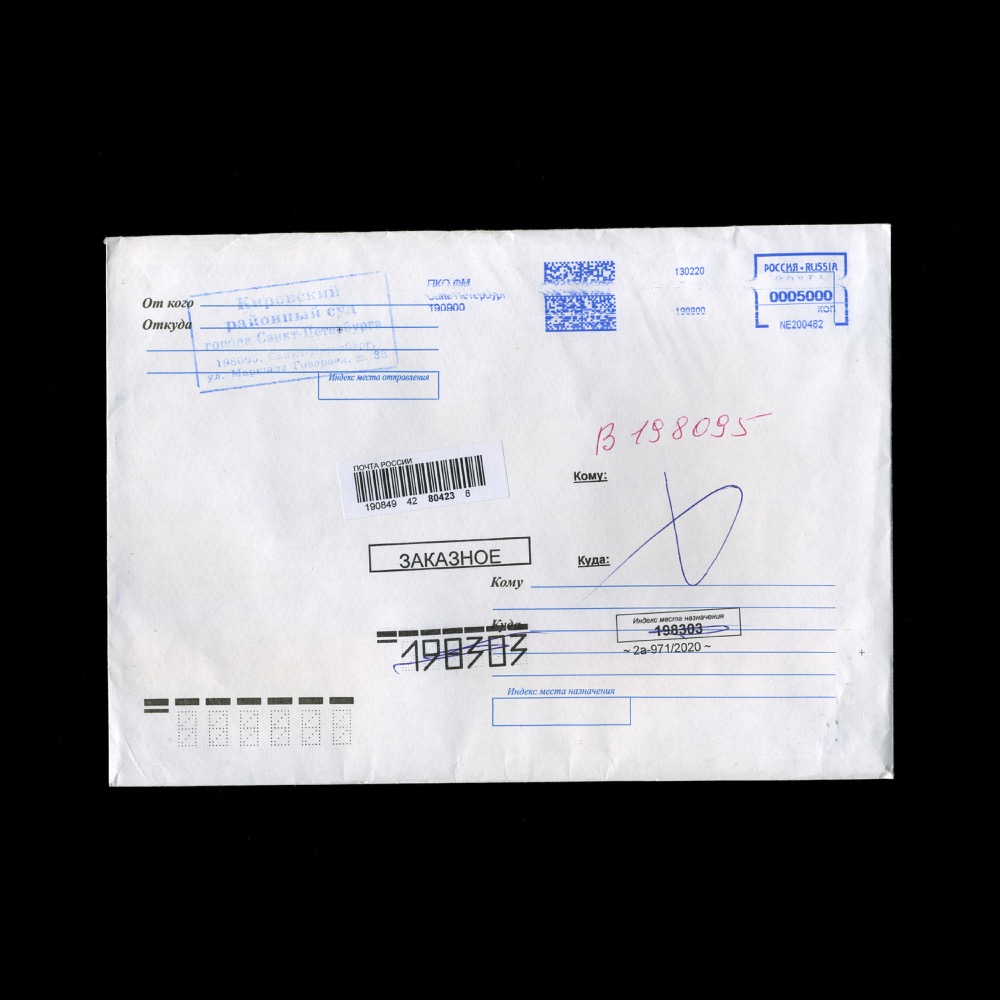 От кого
Откуда
Кировский
районный суд
города Санкт-Петербурга
198095, Санкт-Петербург,
ул. Маршала Говорова, д. 32
Индекс места отправления
ПКО ФМ
Санкт-Петербург
190900
130220
190900
РОССИЯ • RUSSIA
ПОЧТА
0005000
КОП
NE200482
В 198095
ПОЧТА РОССИИ
190849 42 80423 8
Кому:
ЗАКАЗНОЕ
Куда:
Кому
Куда
Индекс места назначения
198303
~ 2а-971/2020 ~
198303
Индекс места назначения